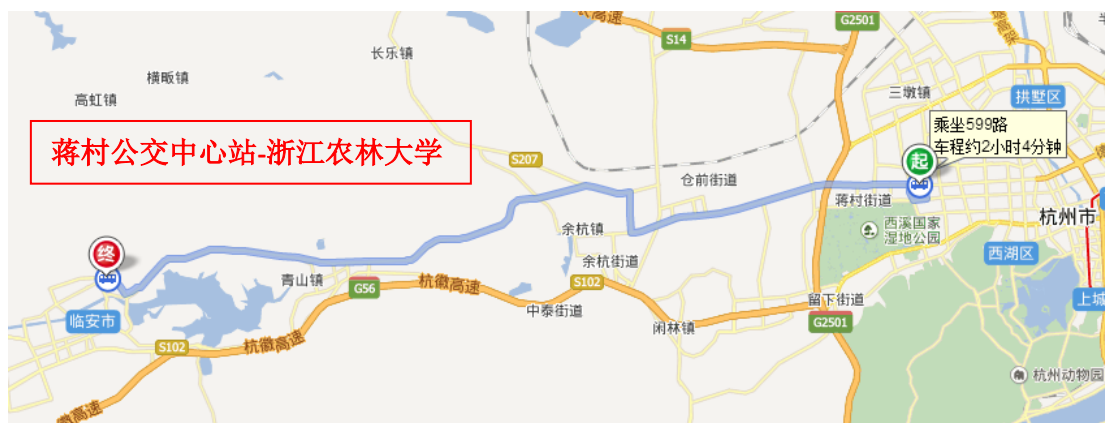 G2501
S14
长乐镇
横畈镇
高虹镇
三墩镇
拱墅区
蒋村公交中心站-浙江农林大学
乘坐599路
车程约2小时4分钟
起
S207
仓前街道
蒋村街道
西溪国家
湿地公园
杭州市
余杭镇
西湖区
终
余杭街道
青山镇
G56
杭徽高速
S102
中泰街道
留下街道
上城
临安市
闲林镇
G2501
S102
杭徽高速
杭州动物园
杭徽高速